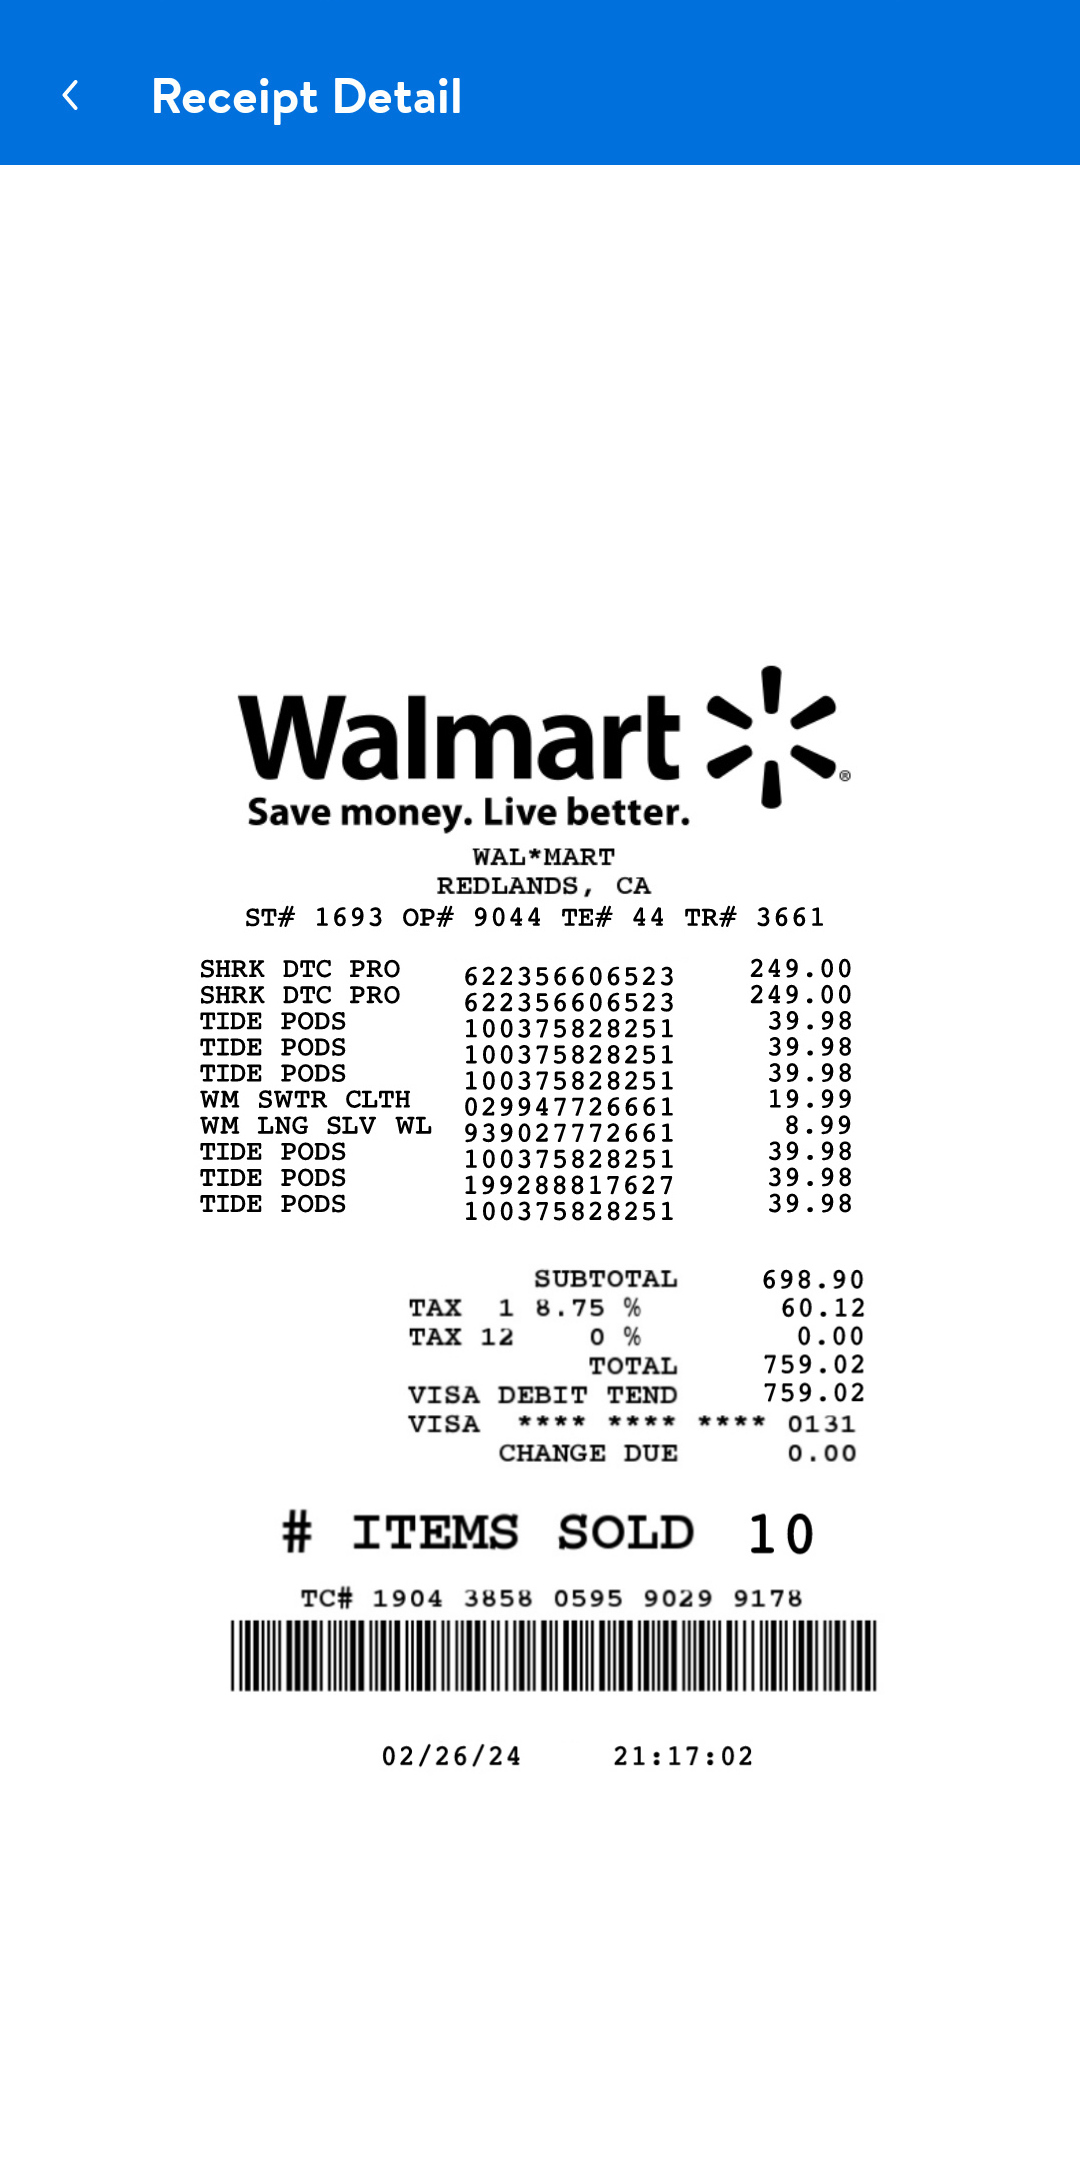 Receipt Detail
Walmart ®
Save money. Live better.
WAL*MART
REDLANDS, CA
ST# 1693 OP# 9044 TE# 44 TR# 3661
SHRK DTC PRO 622356606523 249.00
SHRK DTC PRO 622356606523 249.00
TIDE PODS 100375828251 39.98
TIDE PODS 100375828251 39.98
TIDE PODS 100375828251 39.98
WM SWTR CLTH 029947726661 19.99
WM LNG SLV WL 939027772661 8.99
TIDE PODS 100375828251 39.98
TIDE PODS 199288817627 39.98
TIDE PODS 100375828251 39.98
SUBTOTAL 698.90
TAX 1 8.75 % 60.12
TAX 12 0 % 0.00
TOTAL 759.02
VISA DEBIT TEND 759.02
VISA **** **** **** 0131
CHANGE DUE 0.00
# ITEMS SOLD 10
TC# 1904 3858 0595 9029 9178
02/26/24 21:17:02